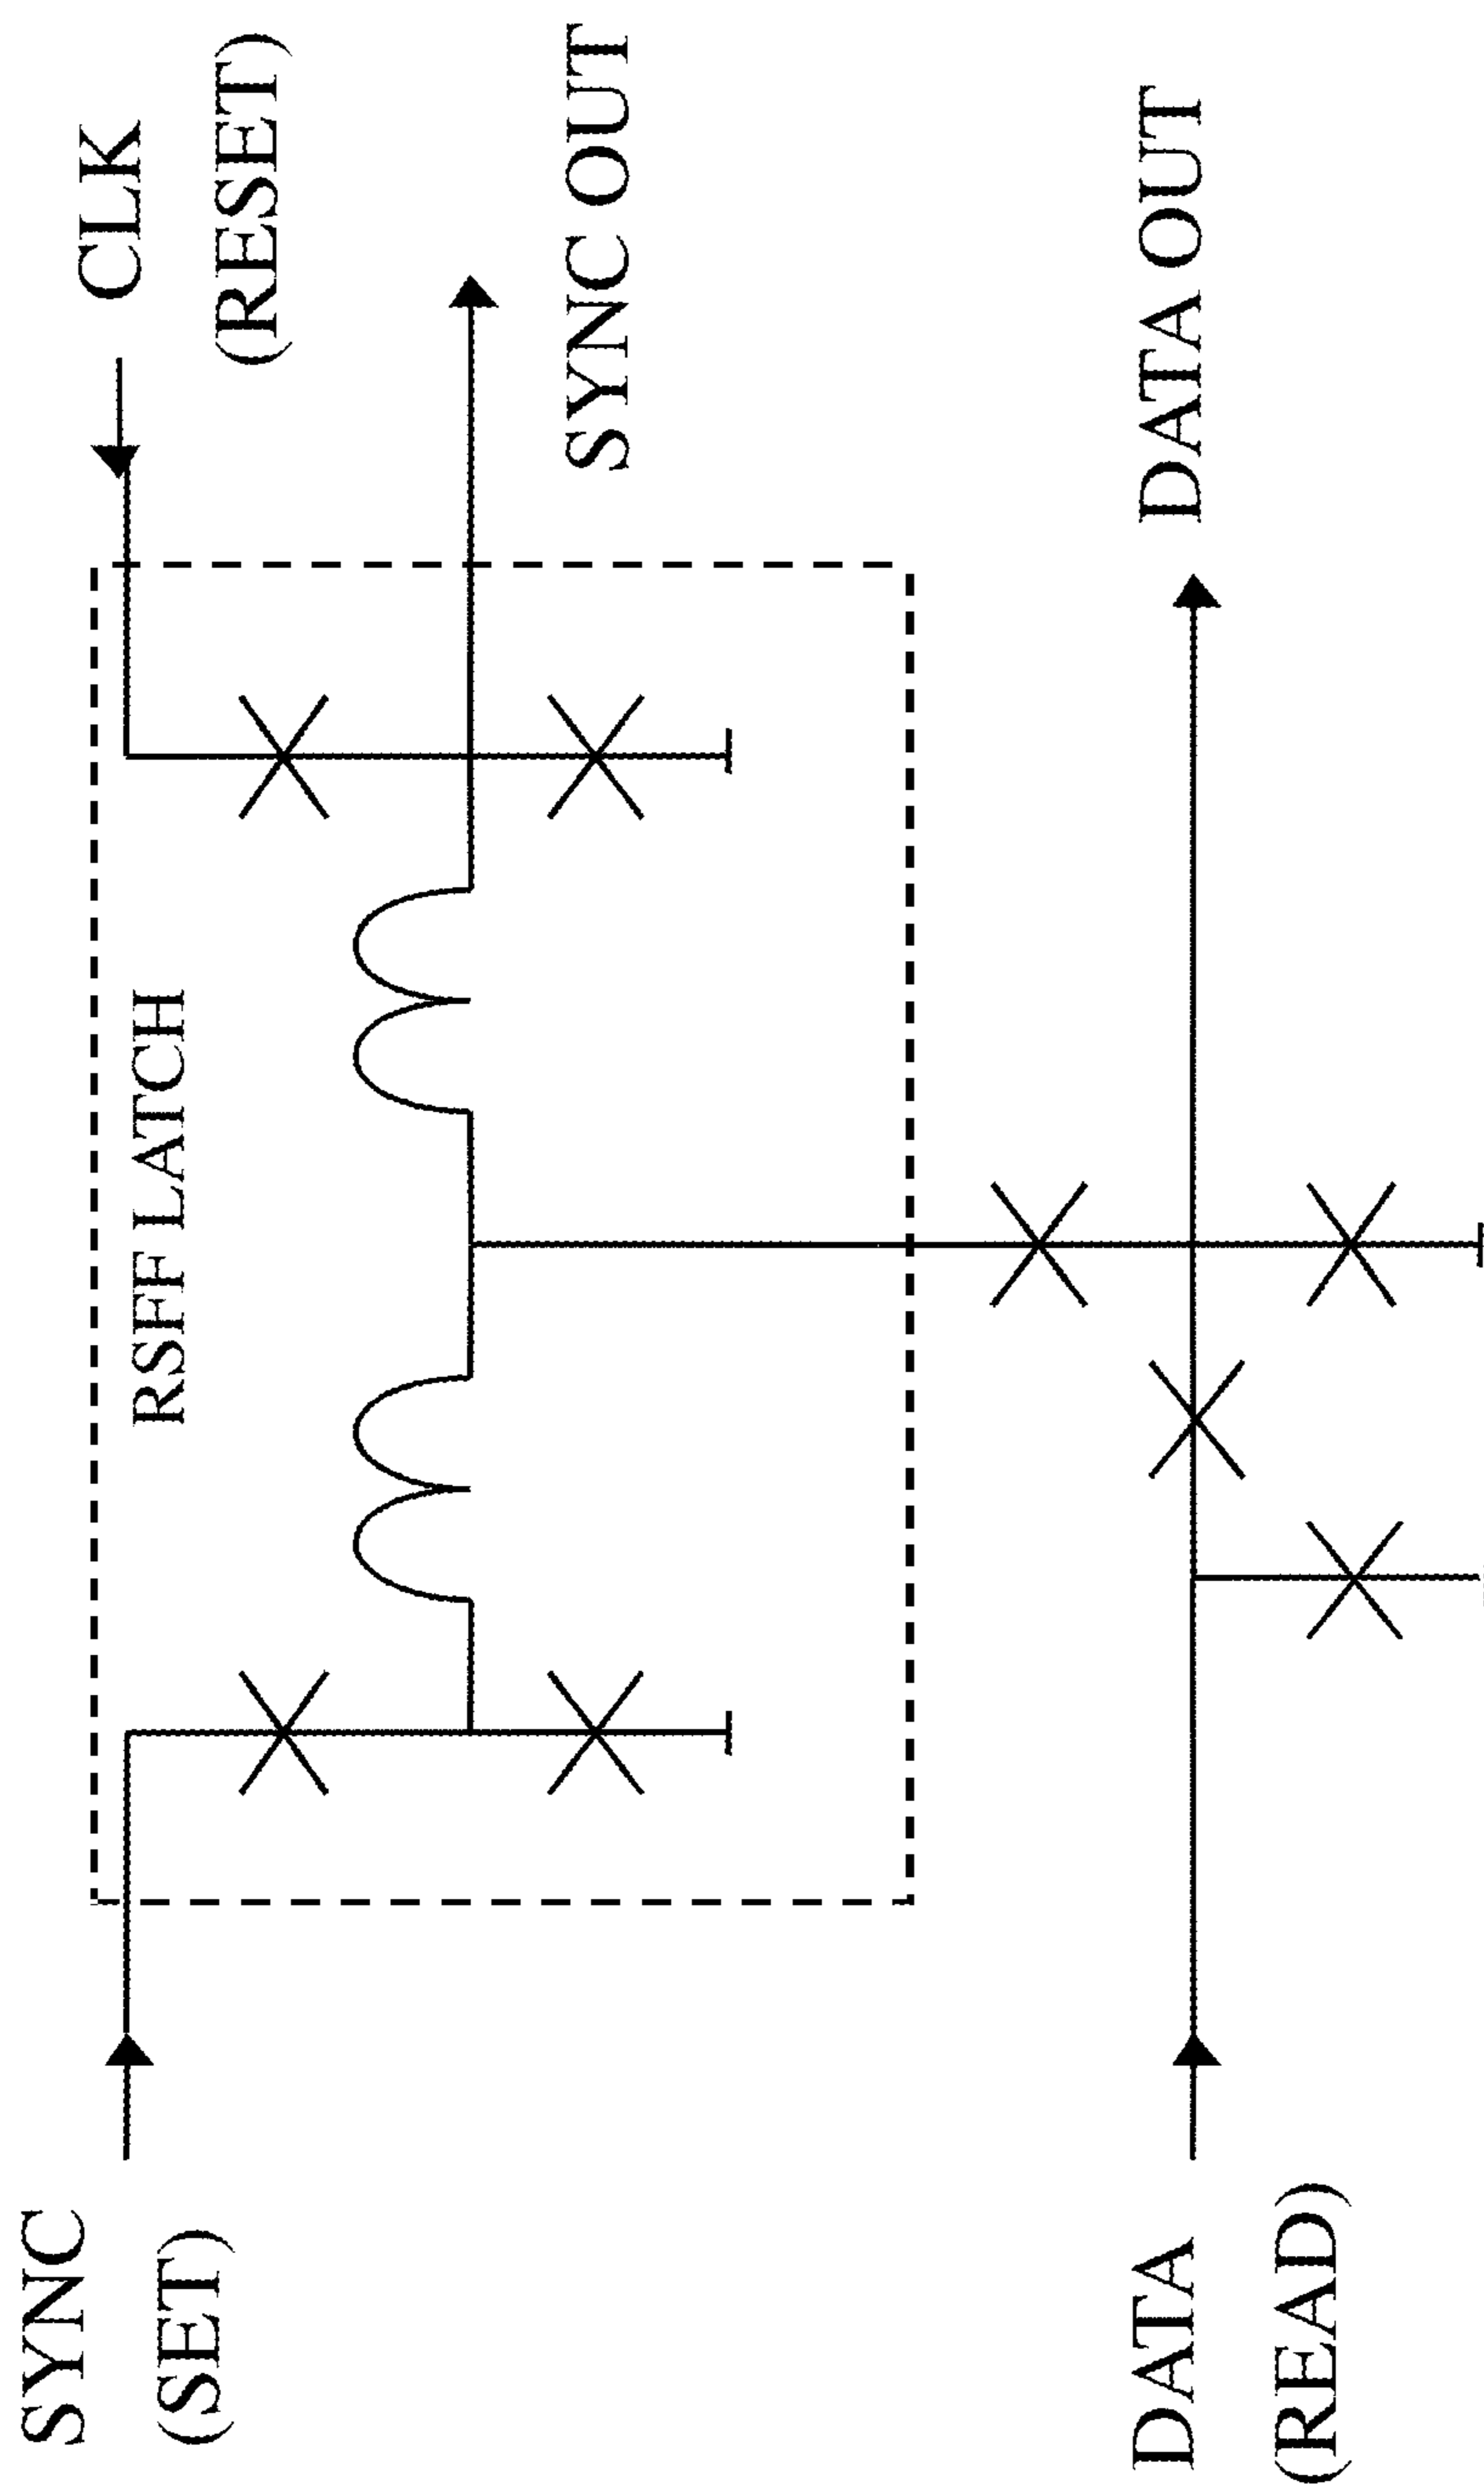 SYNC
(SET)
RSFF LATCH
CLK
(RESET)
SYNC OUT
DATA
(READ)
DATA OUT